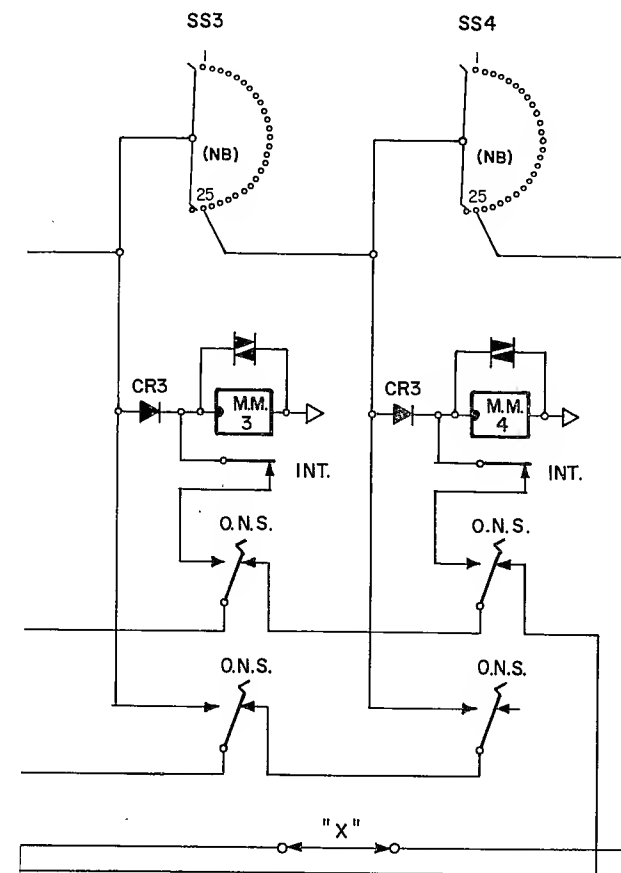 SS3
SS4
1
1
(NB)
(NB)
25
25
CR3
M.M.
3
CR3
M.M.
4
INT.
INT.
O.N.S.
O.N.S.
O.N.S.
O.N.S.
"X"